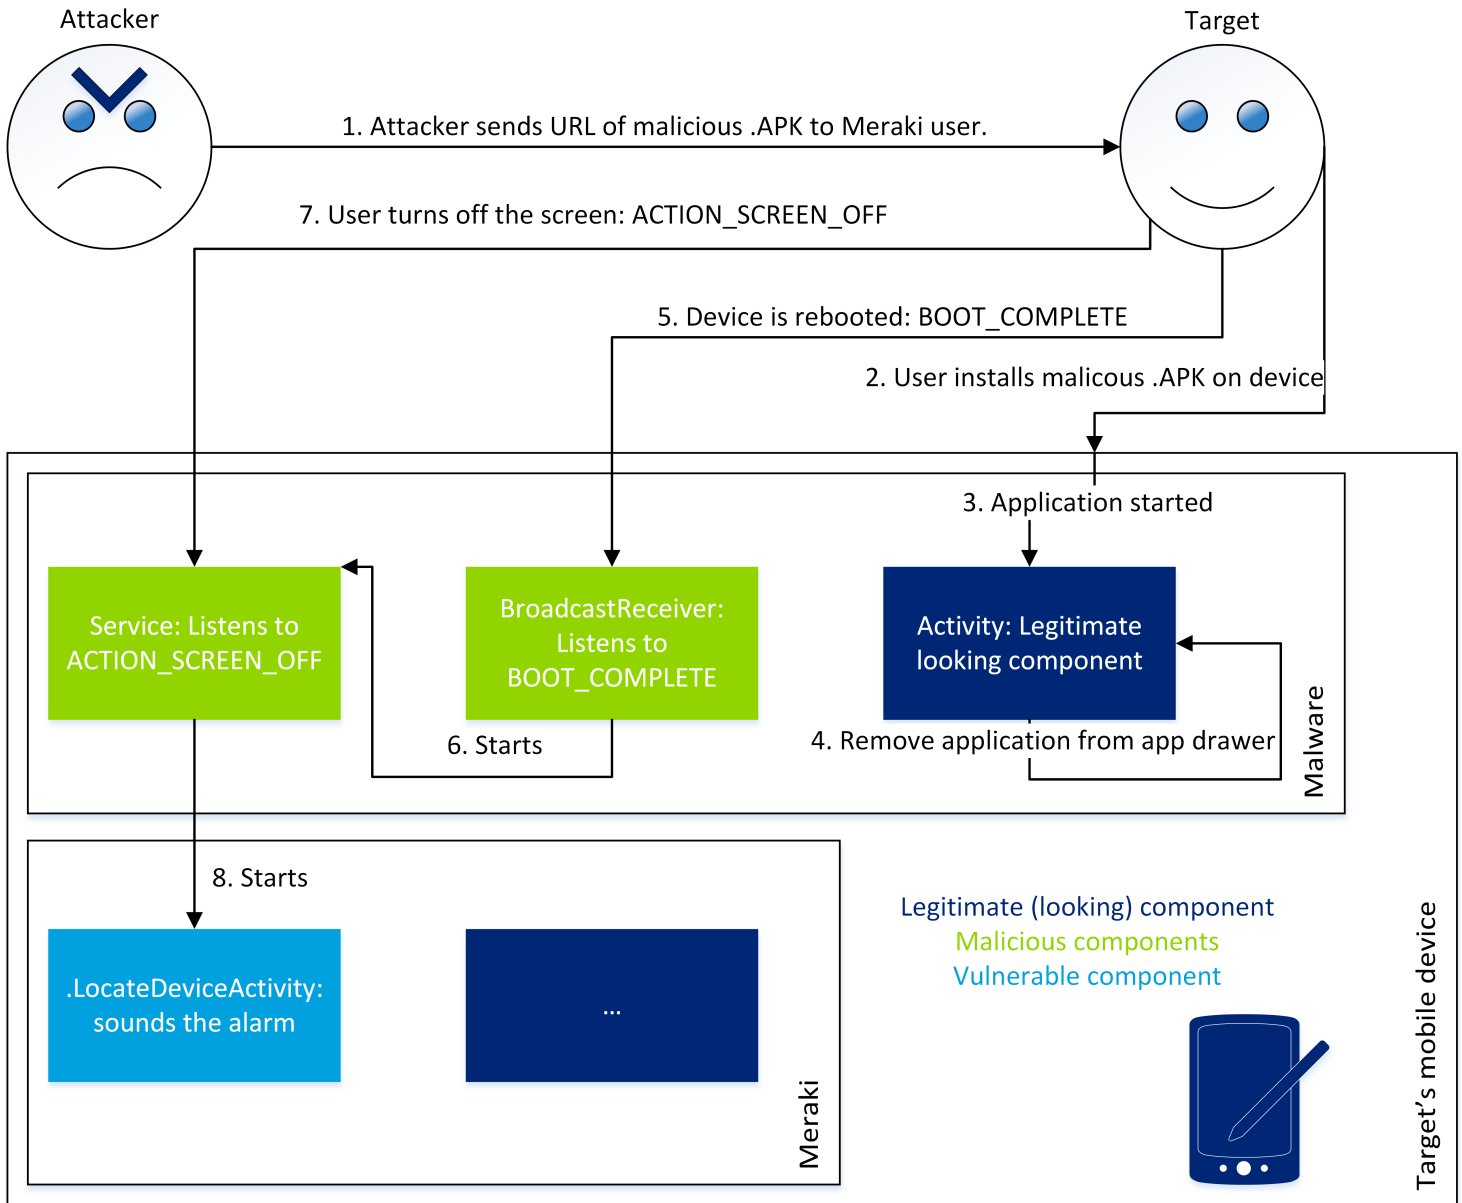 Attacker
Target
1. Attacker sends URL of malicious .APK to Meraki user.
7. User turns off the screen: ACTION_SCREEN_OFF
5. Device is rebooted: BOOT_COMPLETE
2. User installs malicous .APK on device
3. Application started
Service: Listens to
ACTION_SCREEN_OFF
BroadcastReceiver:
Listens to
BOOT_COMPLETE
Activity: Legitimate
looking component
6. Starts
4. Remove application from app drawer
Malware
8. Starts
.LocateDeviceActivity:
sounds the alarm
...
Meraki
Legitimate (looking) component
Malicious components
Vulnerable component
Target's mobile device